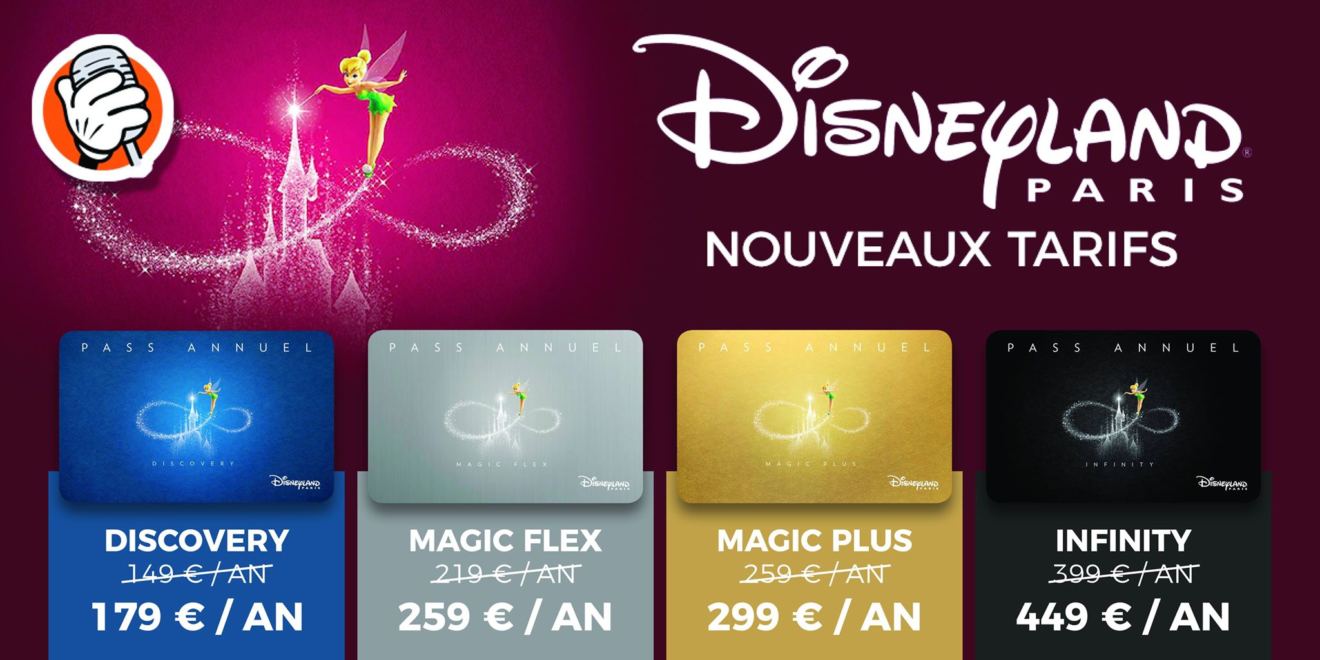 DISNEYLAND®
PARIS
NOUVEAUX TARIFS
PASS ANNUEL
DISCOVERY
DISNEYLAND
PARIS
DISCOVERY
149 € / AN
179 € / AN
PASS ANNUEL
MAGIC FLEX
DISNEYLAND
PARIS
MAGIC FLEX
219 € / AN
259 € / AN
PASS ANNUEL
MAGIC PLUS
DISNEYLAND
PARIS
MAGIC PLUS
259 € / AN
299 € / AN
PASS ANNUEL
INFINITY
DISNEYLAND
PARIS
INFINITY
399 € / AN
449 € / AN